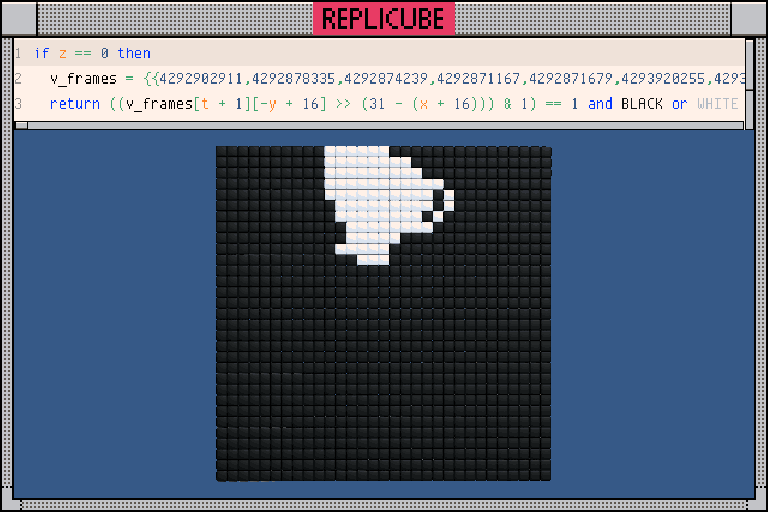 REPLICUBE
1 if z == 0 then
2 v_frames = {{4292902911,4292878335,4292874239,4292871167,4292871679,4293920255,4293
3 return ((v_frames[t + 1][-y + 16] >> (31 - (x + 16))) & 1) == 1 and BLACK or WHITE